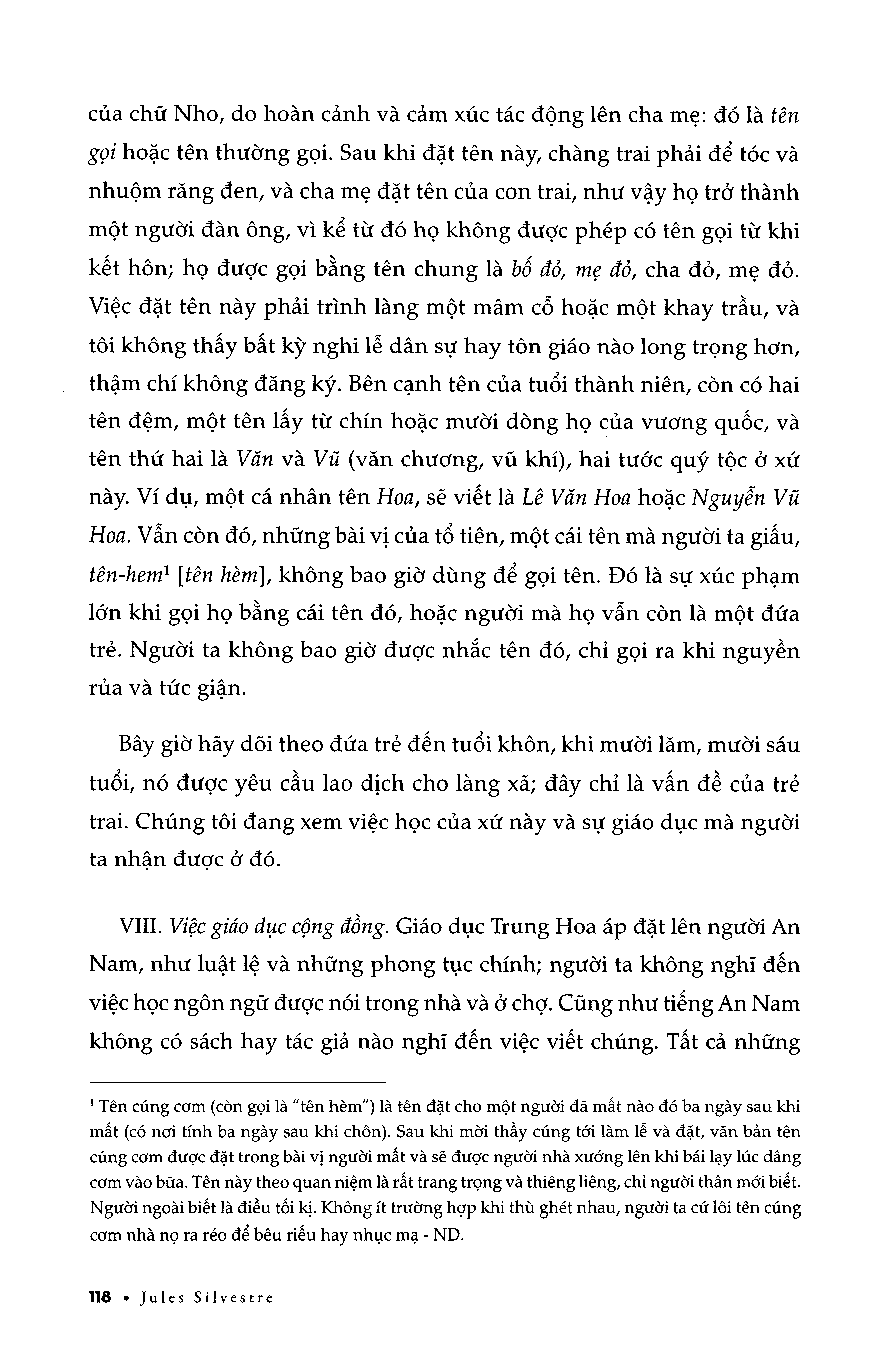 của chữ Nho, do hoàn cảnh và cảm xúc tác động lên cha mẹ: đó là tên
gọi hoặc tên thường gọi. Sau khi đặt tên này, chàng trai phải để tóc và
nhuộm răng đen, và cha mẹ đặt tên của con trai, như vậy họ trở thành
một người đàn ông, vì kể từ đó họ không được phép có tên gọi từ khi
kết hôn; họ được gọi bằng tên chung là bố đỏ, mẹ đỏ, cha đỏ, mẹ đỏ.
Việc đặt tên này phải trình làng một mâm cỗ hoặc một khay trầu, và
tôi không thấy bất kỳ nghi lễ dân sự hay tôn giáo nào long trọng hơn,
thậm chí không đăng ký. Bên cạnh tên của tuổi thành niên, còn có hai
tên đệm, một tên lấy từ chín hoặc mười dòng họ của vương quốc, và
tên thứ hai là Văn và Vũ (văn chương, vũ khí), hai tước quý tộc ở xứ
này. Ví dụ, một cá nhân tên Hoa, sẽ viết là Lê Văn Hoa hoặc Nguyễn Vũ
Hoa. Vẫn còn đó, những bài vị của tổ tiên, một cái tên mà người ta giấu,
tên-hem¹ [tên hèm], không bao giờ dùng để gọi tên. Đó là sự xúc phạm
lớn khi gọi họ bằng cái tên đó, hoặc người mà họ vẫn còn là một đứa
trẻ. Người ta không bao giờ được nhắc tên đó, chỉ gọi ra khi nguyền
rủa và tức giận.
Bây giờ hãy dõi theo đứa trẻ đến tuổi khôn, khi mười lăm, mười sáu
tuổi, nó được yêu cầu lao dịch cho làng xã; đây chỉ là vấn đề của trẻ
trai. Chúng tôi đang xem việc học của xứ này và sự giáo dục mà người
ta nhận được ở đó.
VIII. Việc giáo dục cộng đồng. Giáo dục Trung Hoa áp đặt lên người An
Nam, như luật lệ và những phong tục chính; người ta không nghĩ đến
việc học ngôn ngữ được nói trong nhà và ở chợ. Cũng như tiếng An Nam
không có sách hay tác giả nào nghĩ đến việc viết chúng. Tất cả những
¹ Tên cúng cơm (còn gọi là "tên hèm") là tên đặt cho một người đã mất nào đó ba ngày sau khi
mất (có nơi tính ba ngày sau khi chôn). Sau khi mời thầy cúng tới làm lễ và đặt, văn bản tên
cúng cơm được đặt trong bài vị người mất và sẽ được người nhà xướng lên khi bái lạy lúc dâng
cơm vào bữa. Tên này theo quan niệm là rất trang trọng và thiêng liêng, chỉ người thân mới biết.
Người ngoài biết là điều tối kị. Không ít trường hợp khi thù ghét nhau, người ta cứ lôi tên cúng
cơm nhà nọ ra réo để bêu riếu hay nhục mạ - ND.
118 • Jules Silvestre